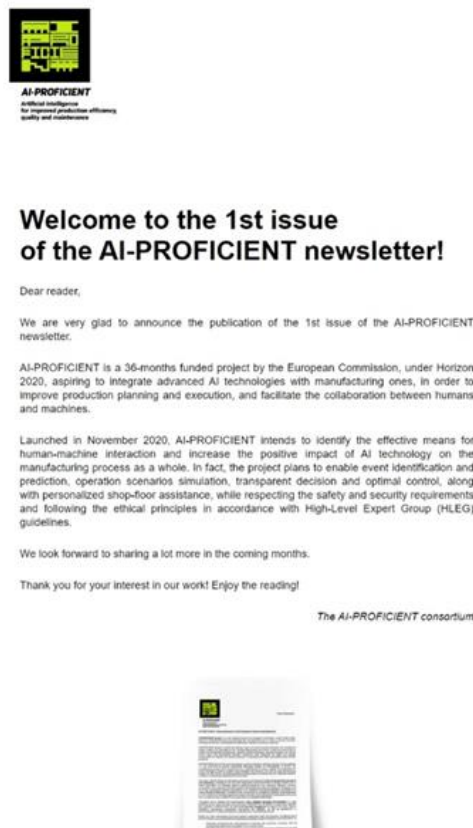 AI-PROFICIENT
Artificial intelligence
for improved production efficiency,
quality and maintenance
Welcome to the 1st issue
of the AI-PROFICIENT newsletter!
Dear reader,
We are very glad to announce the publication of the 1st issue of the AI-PROFICIENT
newsletter.
AI-PROFICIENT is a 36-months funded project by the European Commission, under Horizon
2020, aspiring to integrate advanced AI technologies with manufacturing ones, in order to
improve production planning and execution, and facilitate the collaboration between humans
and machines.
Launched in November 2020, AI-PROFICIENT intends to identify the effective means for
human-machine interaction and increase the positive impact of AI technology on the
manufacturing process as a whole. In fact, the project plans to enable event identification and
prediction, operation scenarios simulation, transparent decision and optimal control, along
with personalized shop-floor assistance, while respecting the safety and security requirements
and following the ethical principles in accordance with High-Level Expert Group (HLEG)
guidelines.
We look forward to sharing a lot more in the coming months.
Thank you for your interest in our work! Enjoy the reading!
The AI-PROFICIENT consortium